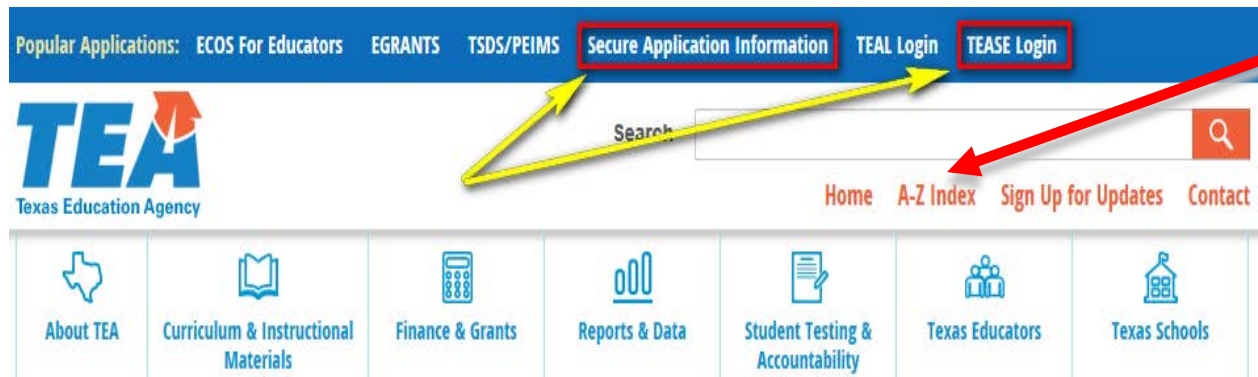 Popular Applications: ECOS For Educators EGRANTS TSDS/PEIMS Secure Application Information TEAL Login TEASE Login
TEA
Texas Education Agency
Search
Home A-Z Index Sign Up for Updates Contact
About TEA
Curriculum & Instructional
Materials
Finance & Grants
Reports & Data
Student Testing &
Accountability
Texas Educators
Texas Schools